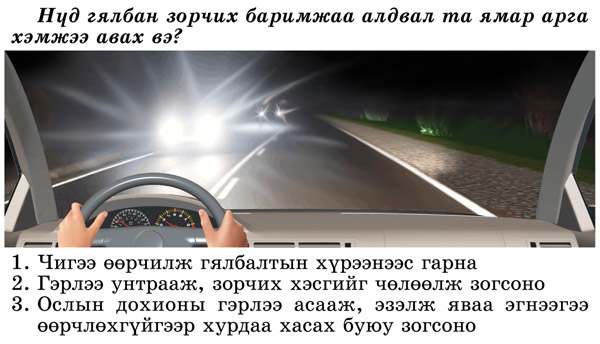 Нүд гялбан зорчих баримжаа алдвал та ямар арга
хэмжээ авах вэ?
1. Чигээ өөрчилж гялбалтын хүрээнээс гарна
2. Гэрлээ унтрааж, зорчих хэсгийг чөлөөлж зогсоно
3. Ослын дохионы гэрлээ асааж, эзэлж яваа эгнээгээ
өөрчлөхгүйгээр хурдаа хасах буюу зогсоно